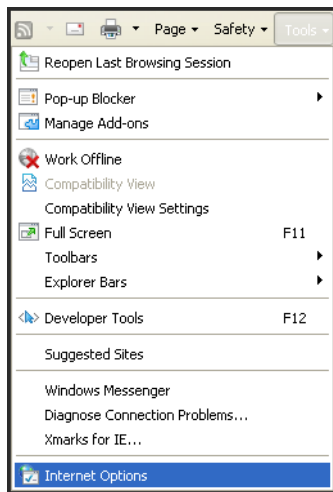 Page Safety Tools
Reopen Last Browsing Session
Pop-up Blocker
Manage Add-ons
Work Offline
Compatibility View
Compatibility View Settings
Full Screen F11
Toolbars
Explorer Bars
Developer Tools F12
Suggested Sites
Windows Messenger
Diagnose Connection Problems...
Xmarks for IE...
Internet Options